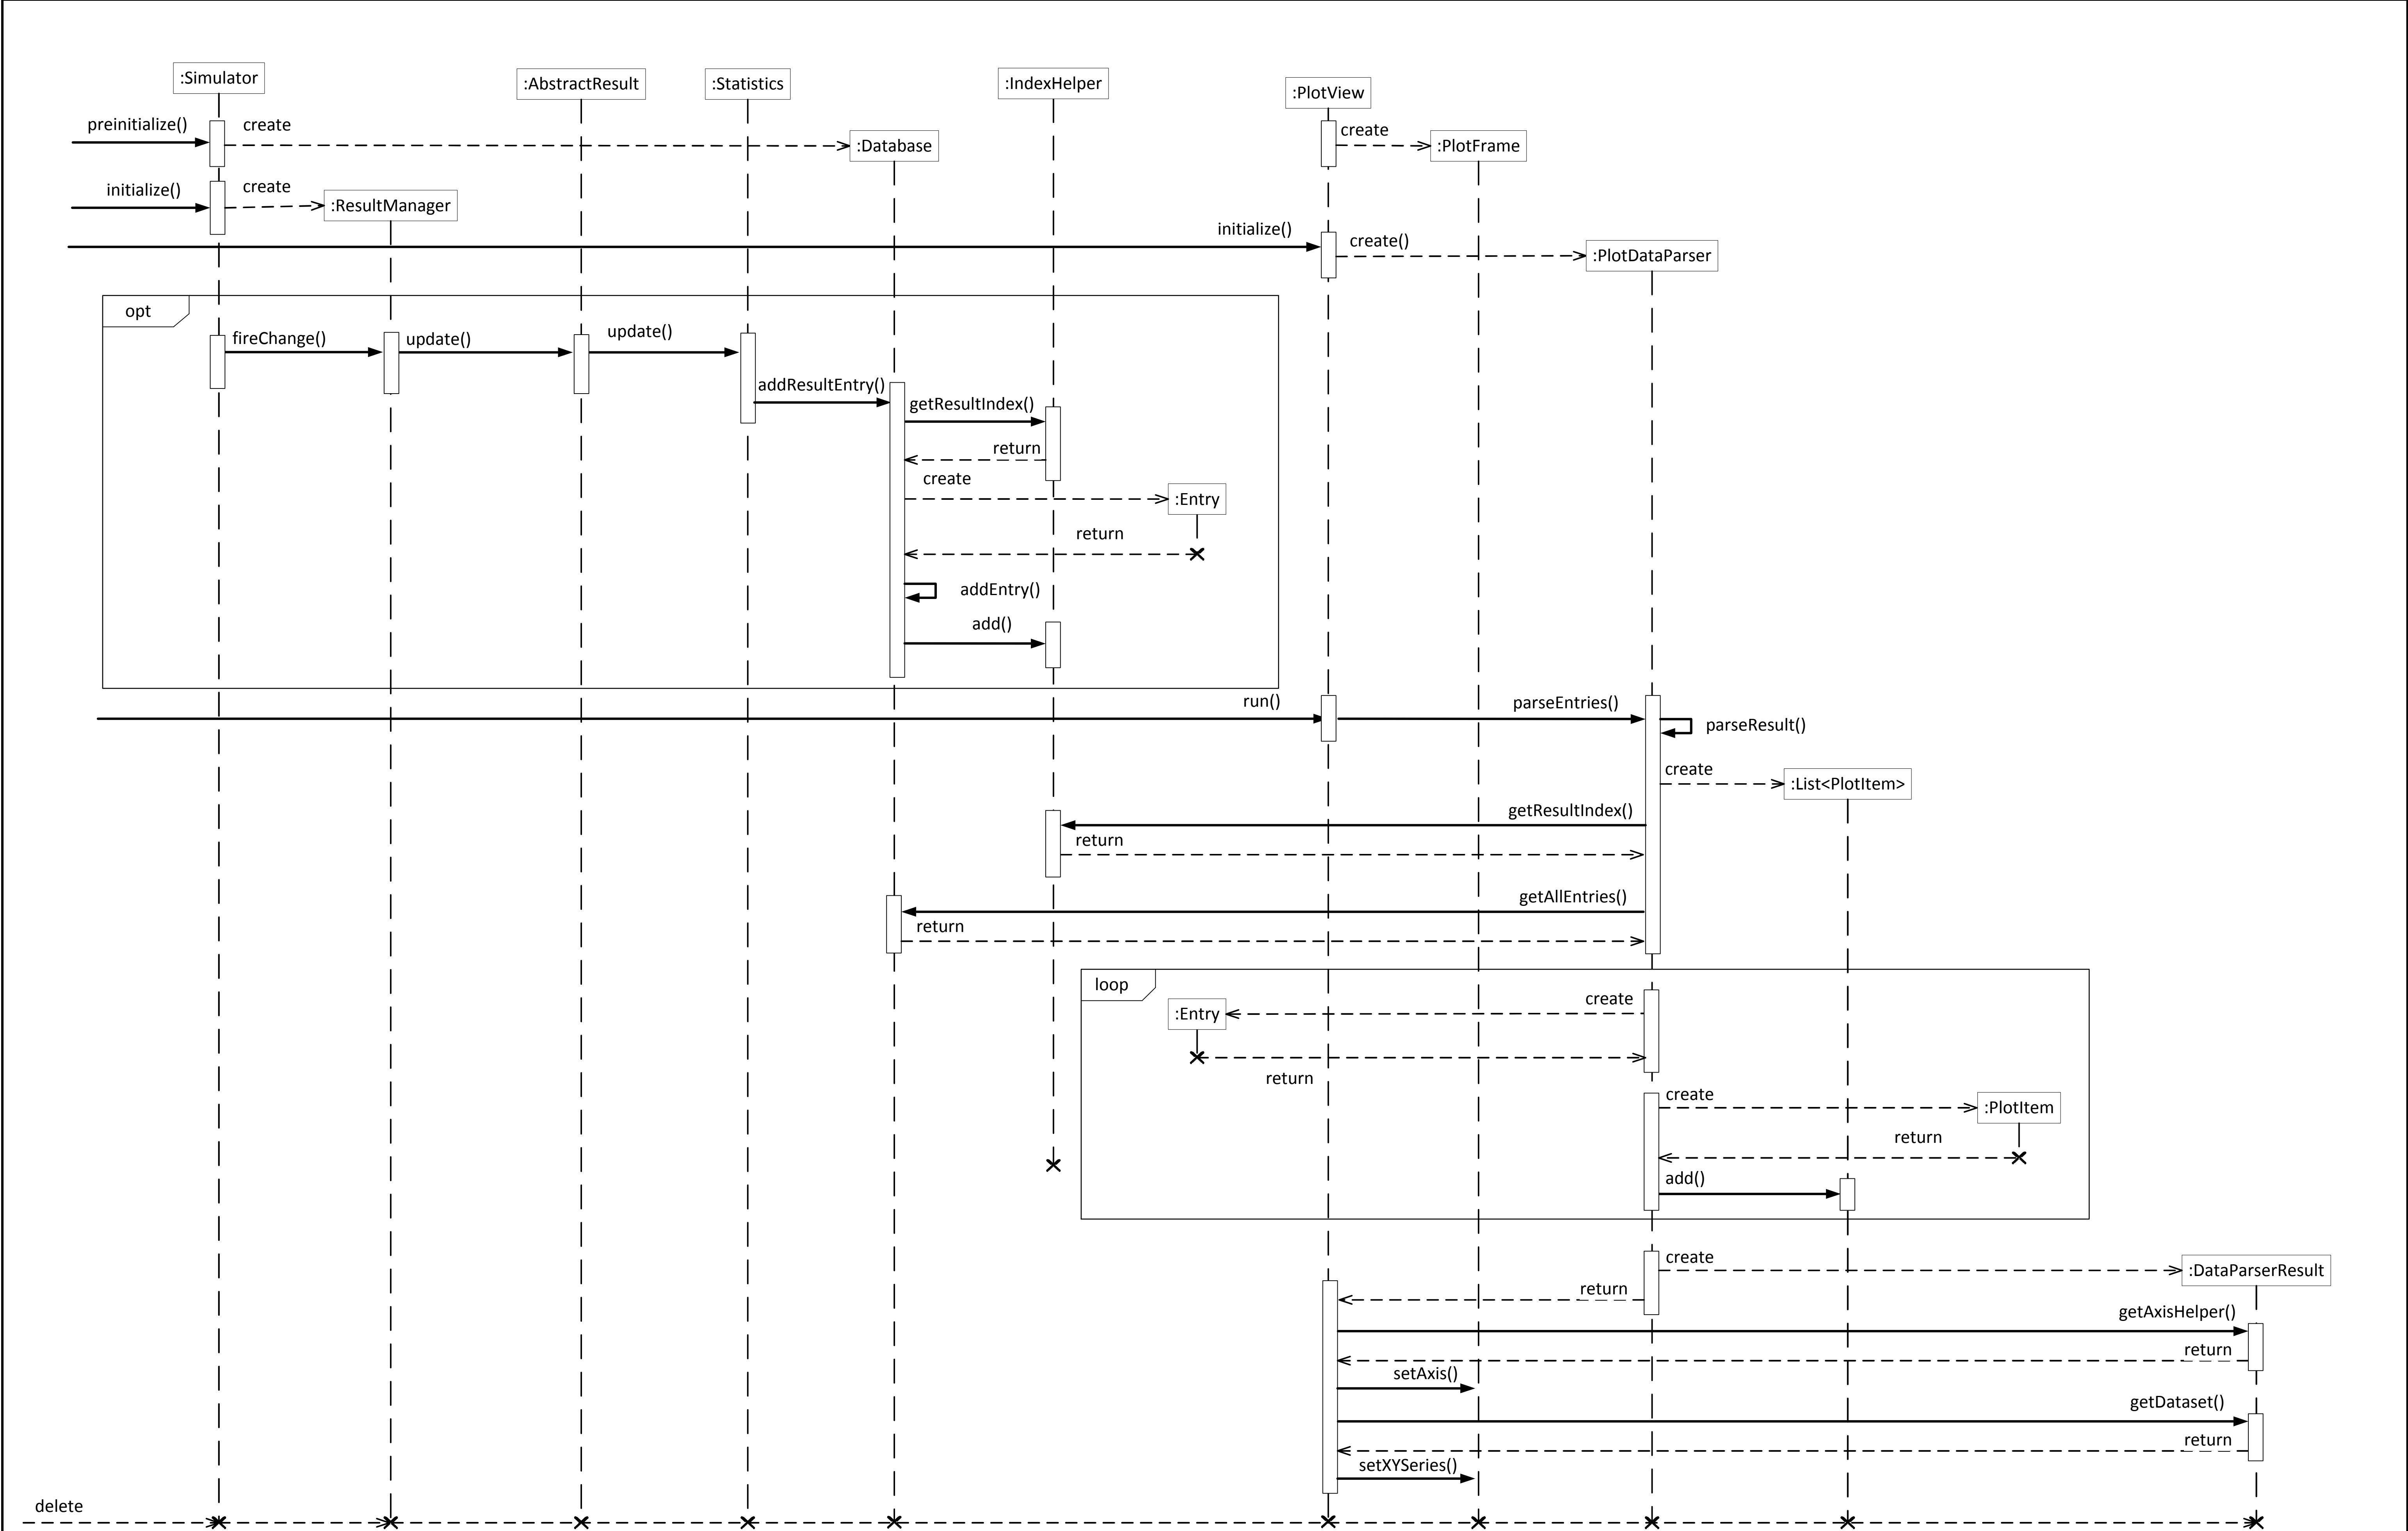 :Simulator
:AbstractResult
:Statistics
:IndexHelper
:PlotView
preinitialize()
create
:Database
create
:PlotFrame
initialize()
create
:ResultManager
initialize()
create()
:PlotDataParser
opt
fireChange()
update()
update()
addResultEntry()
getResultIndex()
return
create
:Entry
return
addEntry()
add()
run()
parseEntries()
parseResult()
create
:List<PlotItem>
getResultIndex()
return
getAllEntries()
return
loop
create
:Entry
return
create
:PlotItem
return
add()
create
:DataParserResult
return
getAxisHelper()
return
setAxis()
getDataset()
return
setXYSeries()
delete